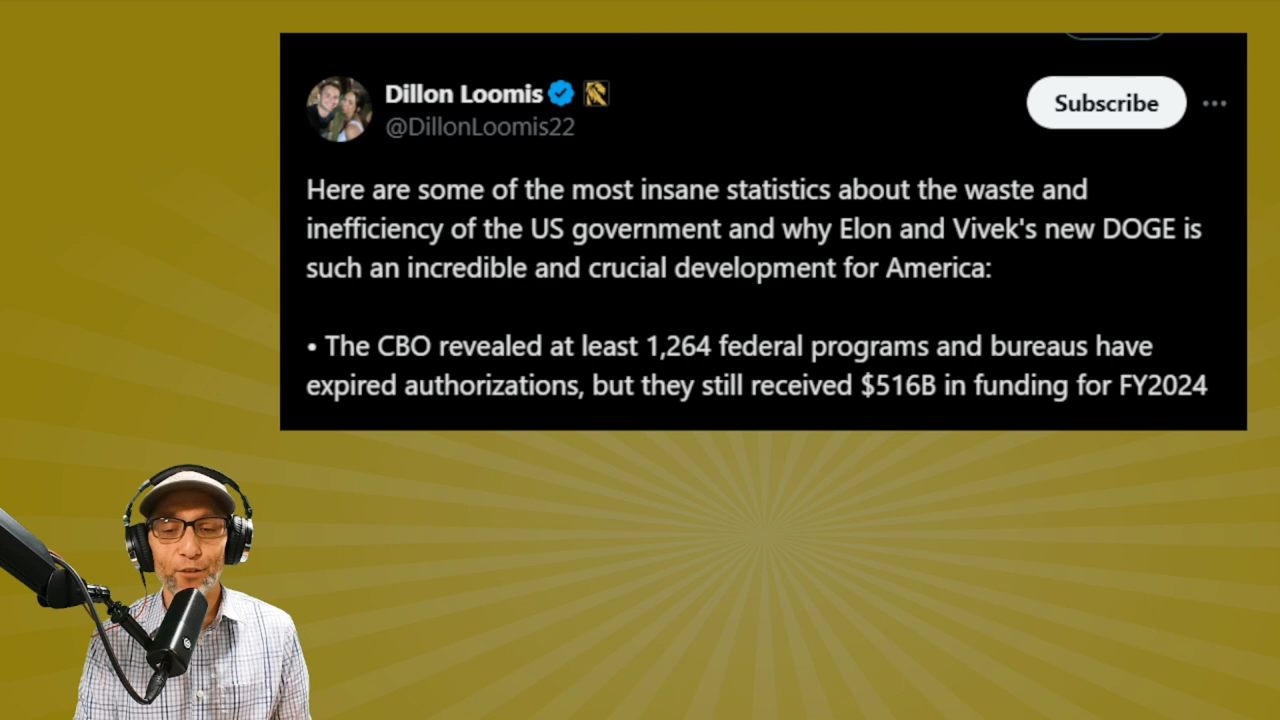 Dillon Loomis
@DillonLoomis22
Subscribe
Here are some of the most insane statistics about the waste and
inefficiency of the US government and why Elon and Vivek's new DOGE is
such an incredible and crucial development for America:
• The CBO revealed at least 1,264 federal programs and bureaus have
expired authorizations, but they still received $516B in funding for FY2024